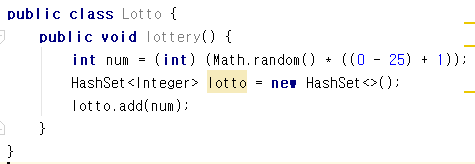 public class Lotto {
public void lottery() {
int num = (int) (Math.random() * ((0 - 25) + 1));
HashSet<Integer> lotto = new HashSet<>();
lotto.add(num);
}
}